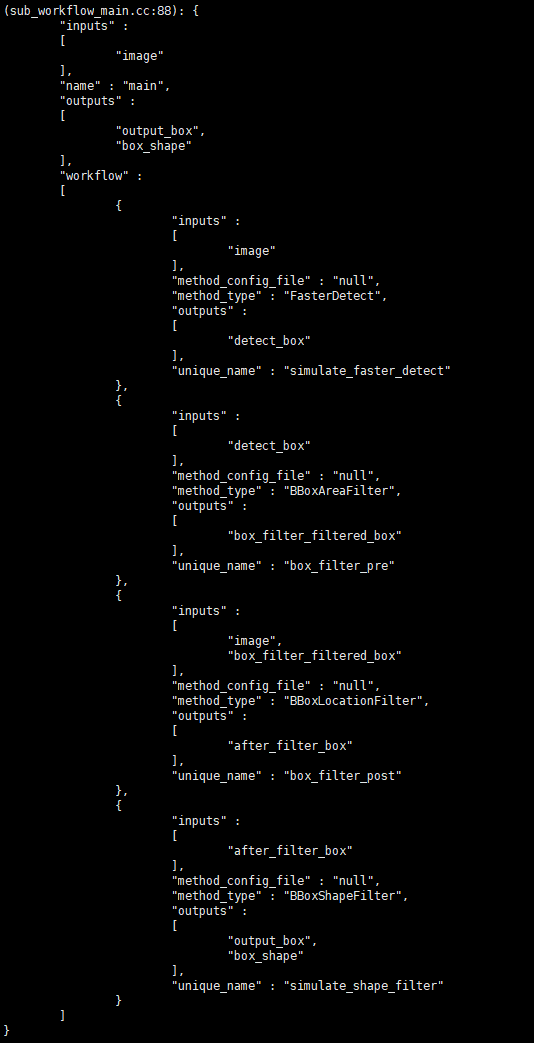 (sub_workflow_main.cc:88): {
"inputs" :
[
"image"
],
"name" : "main",
"outputs" :
[
"output_box",
"box_shape"
],
"workflow" :
[
{
"inputs" :
[
"image"
],
"method_config_file" : "null",
"method_type" : "FasterDetect",
"outputs" :
[
"detect_box"
],
"unique_name" : "simulate_faster_detect"
},
{
"inputs" :
[
"detect_box"
],
"method_config_file" : "null",
"method_type" : "BBoxAreaFilter",
"outputs" :
[
"box_filter_filtered_box"
],
"unique_name" : "box_filter_pre"
},
{
"inputs" :
[
"image",
"box_filter_filtered_box"
],
"method_config_file" : "null",
"method_type" : "BBoxLocationFilter",
"outputs" :
[
"after_filter_box"
],
"unique_name" : "box_filter_post"
},
{
"inputs" :
[
"after_filter_box"
],
"method_config_file" : "null",
"method_type" : "BBoxShapeFilter",
"outputs" :
[
"output_box",
"box_shape"
],
"unique_name" : "simulate_shape_filter"
}
]
}